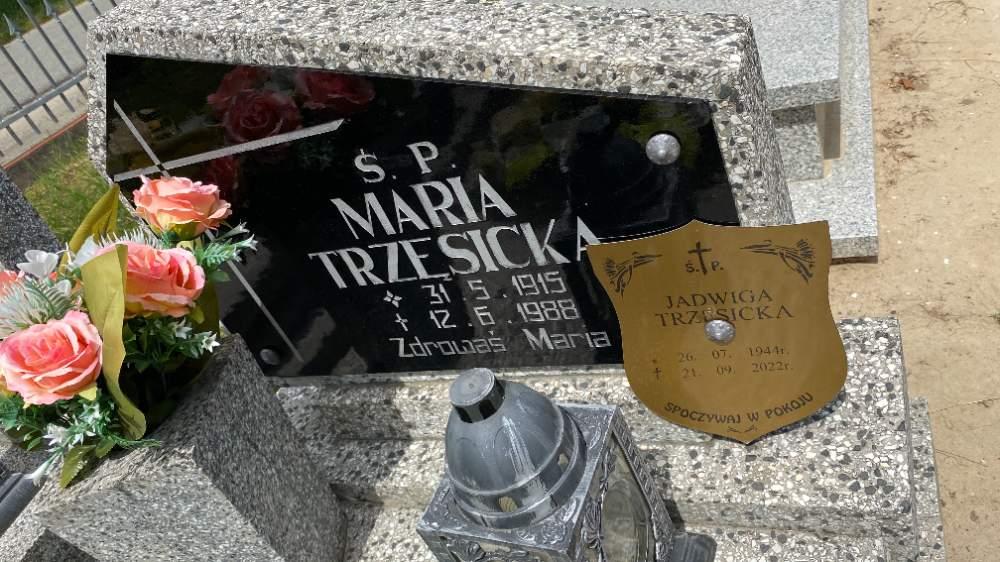 Ś. P.
MARIA
TRZĘSICKA
31.5.1915
† 12.6.1988
Zdrowaś Maria
Ś. † P.
JADWIGA
TRZĘSICKA
26. 07. 1944r.
† 21. 09. 2022r.
SPOCZYWAJ W POKOJU